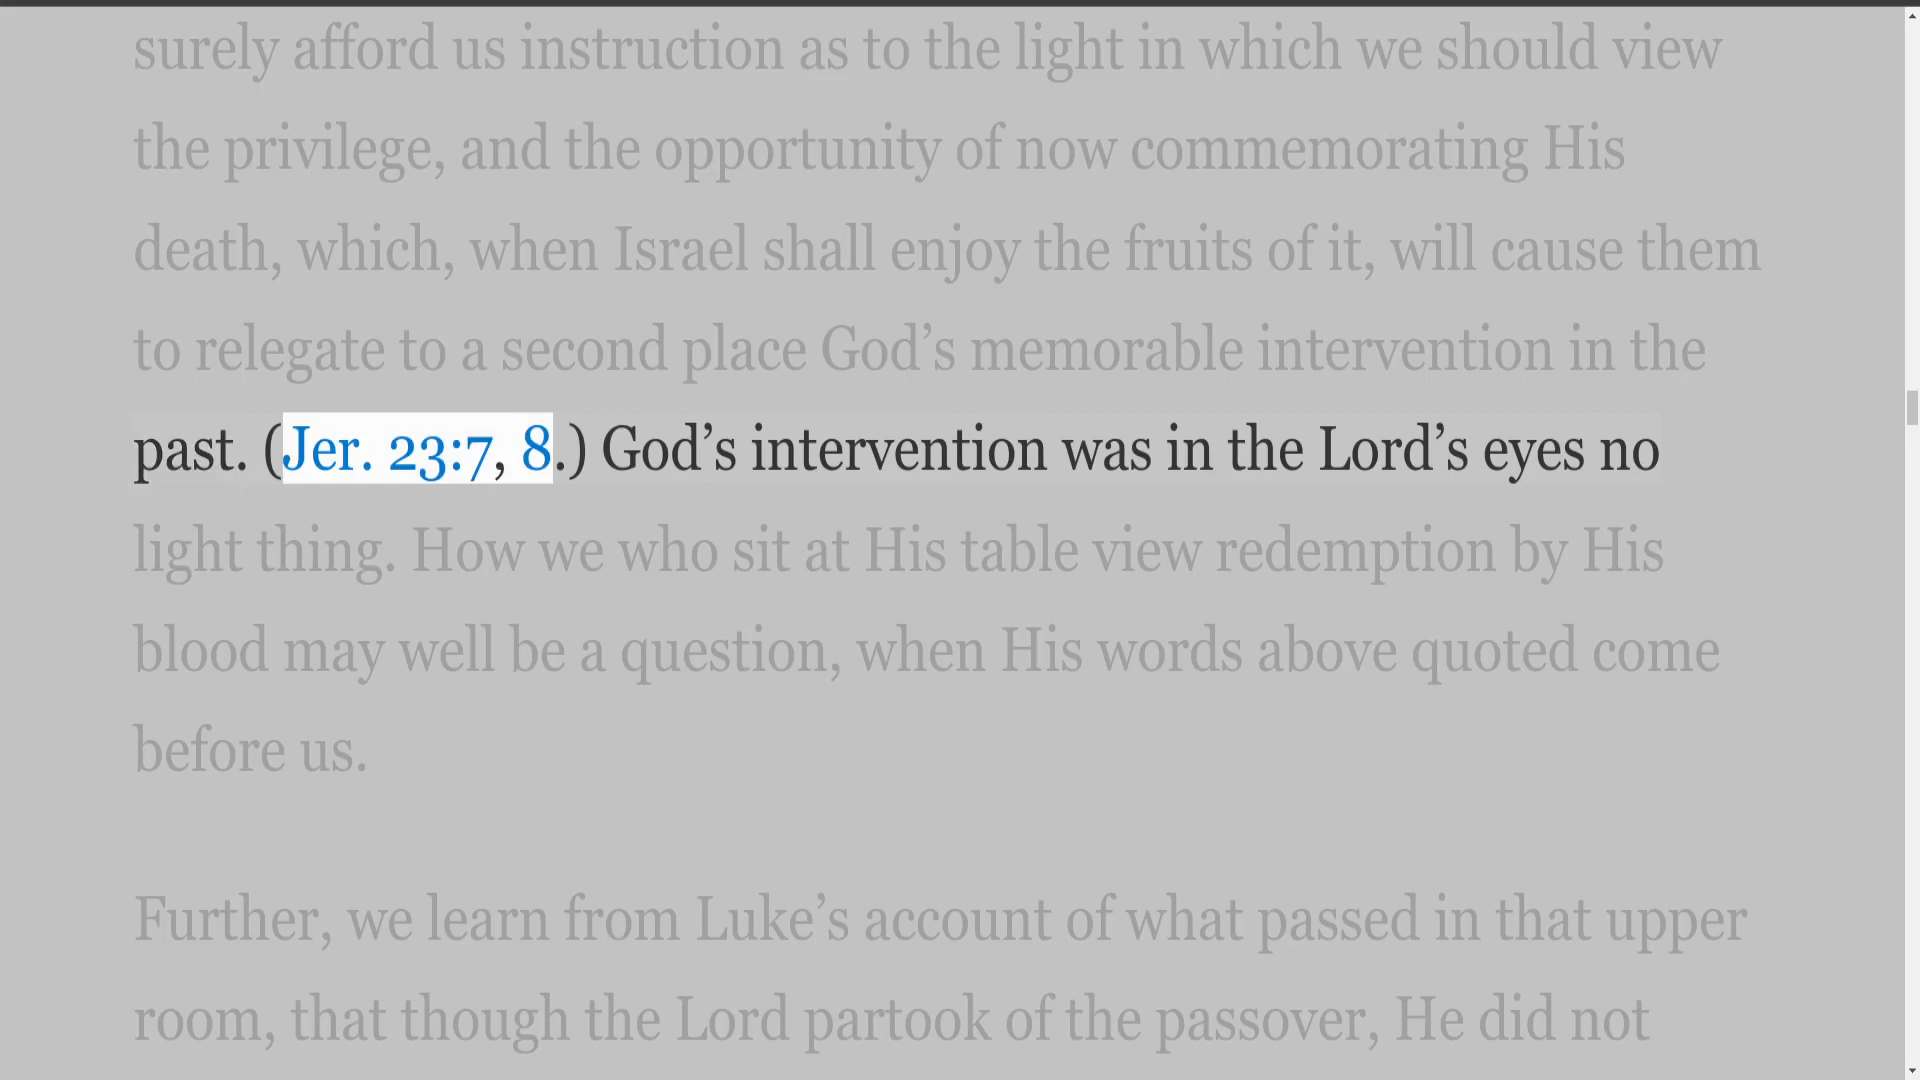 surely afford us instruction as to the light in which we should view
the privilege, and the opportunity of now commemorating His
death, which, when Israel shall enjoy the fruits of it, will cause them
to relegate to a second place God’s memorable intervention in the
past. (Jer. 23:7, 8.) God’s intervention was in the Lord’s eyes no
light thing. How we who sit at His table view redemption by His
blood may well be a question, when His words above quoted come
before us.
Further, we learn from Luke’s account of what passed in that upper
room, that though the Lord partook of the passover, He did not